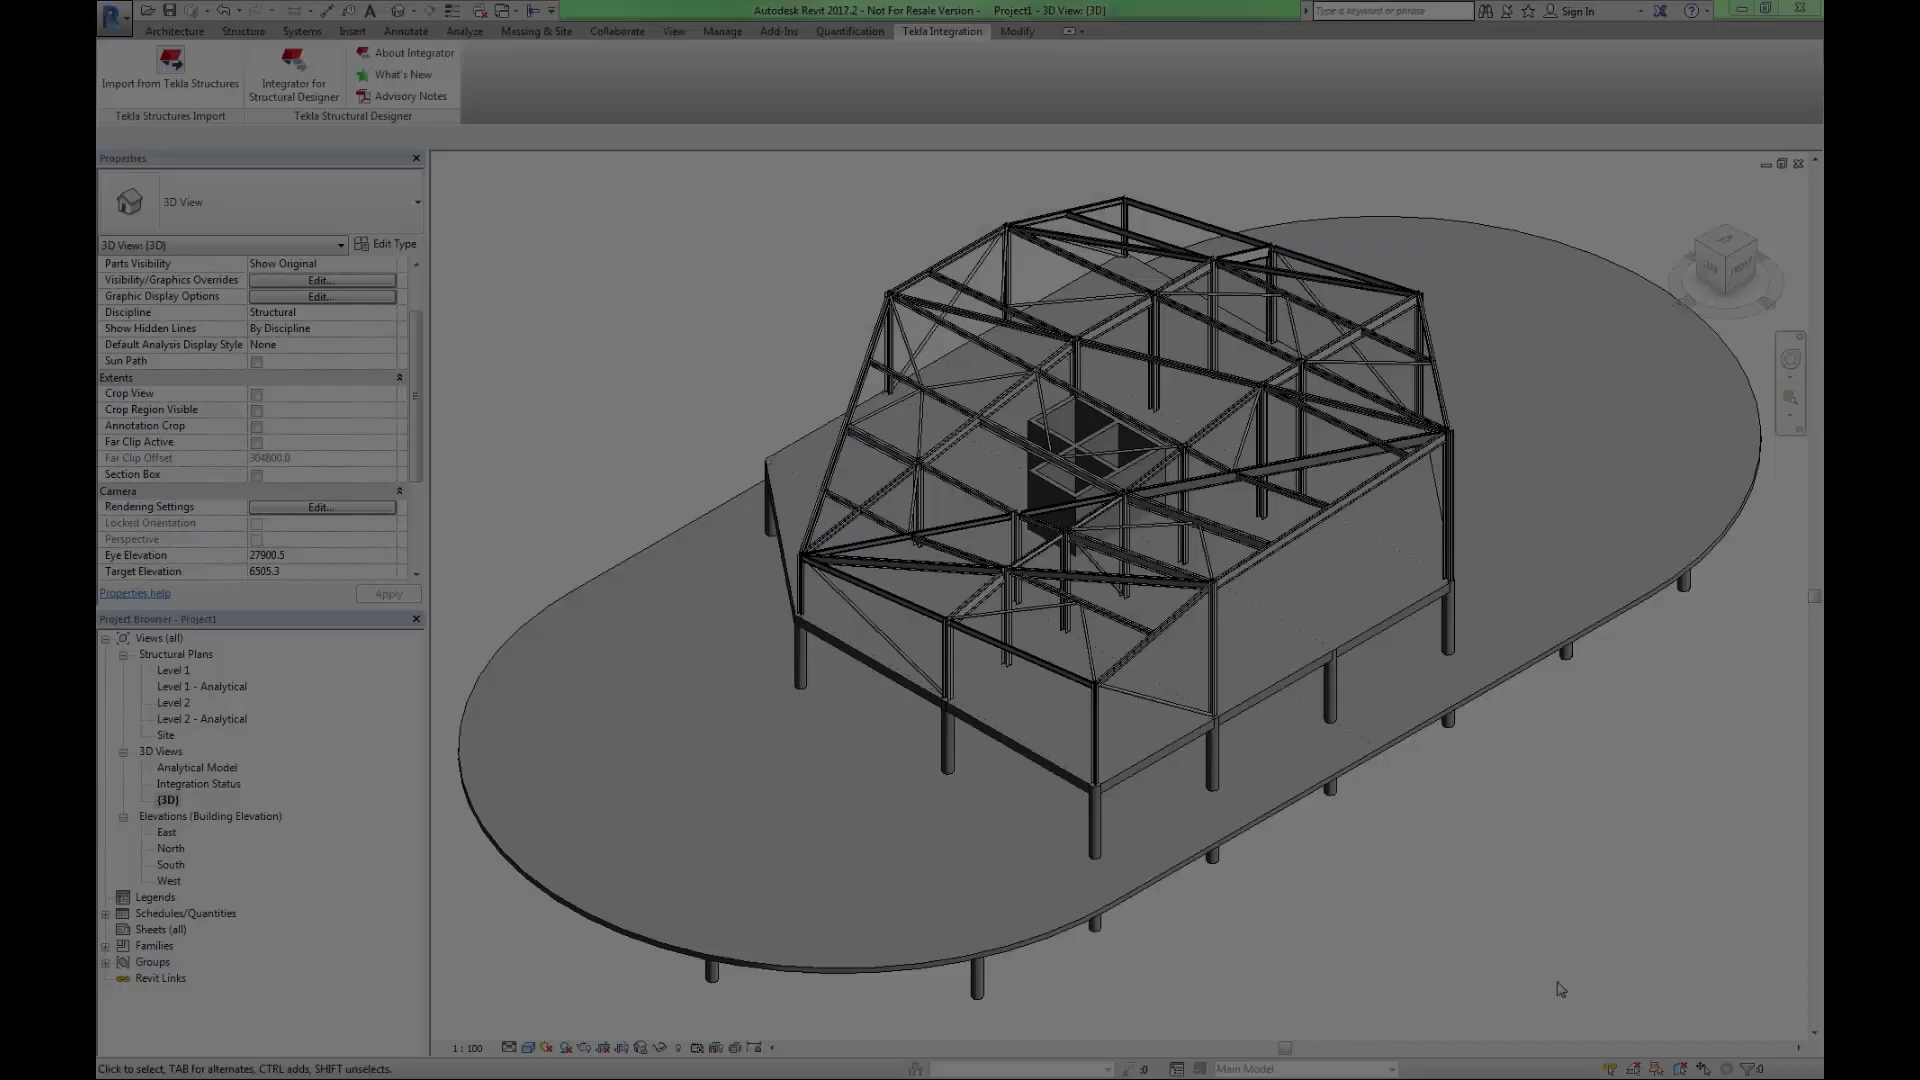 Autodesk Revit 2017.2 - Not For Resale Version - Project1 - 3D View: {3D}
Type a keyword or phrase
Sign In
Architecture Structure Systems Insert Annotate Analyze Massing & Site Collaborate View Manage Add-Ins Quantification Tekla Integration Modify
Import from Tekla Structures
Integrator for
Structural Designer
About Integrator
What's New
Advisory Notes
Tekla Structures Import
Tekla Structural Designer
Properties
3D View
3D View: {3D}
Edit Type
Parts Visibility Show Original
Visibility/Graphics Overrides Edit...
Graphic Display Options Edit...
Discipline Structural
Show Hidden Lines By Discipline
Default Analysis Display Style None
Sun Path
Extents
Crop View
Crop Region Visible
Annotation Crop
Far Clip Active
Far Clip Offset 304800.0
Section Box
Camera
Rendering Settings Edit...
Locked Orientation
Perspective
Eye Elevation 27900.5
Target Elevation 6505.3
Properties help
Apply
Project Browser - Project1
Views (all)
Structural Plans
Level 1
Level 1 - Analytical
Level 2
Level 2 - Analytical
Site
3D Views
Analytical Model
Integration Status
{3D}
Elevations (Building Elevation)
East
North
South
West
Legends
Schedules/Quantities
Sheets (all)
Families
Groups
Revit Links
LEFT
FRONT
1 : 100
Click to select, TAB for alternates, CTRL adds, SHIFT unselects.
:0
Main Model
:0